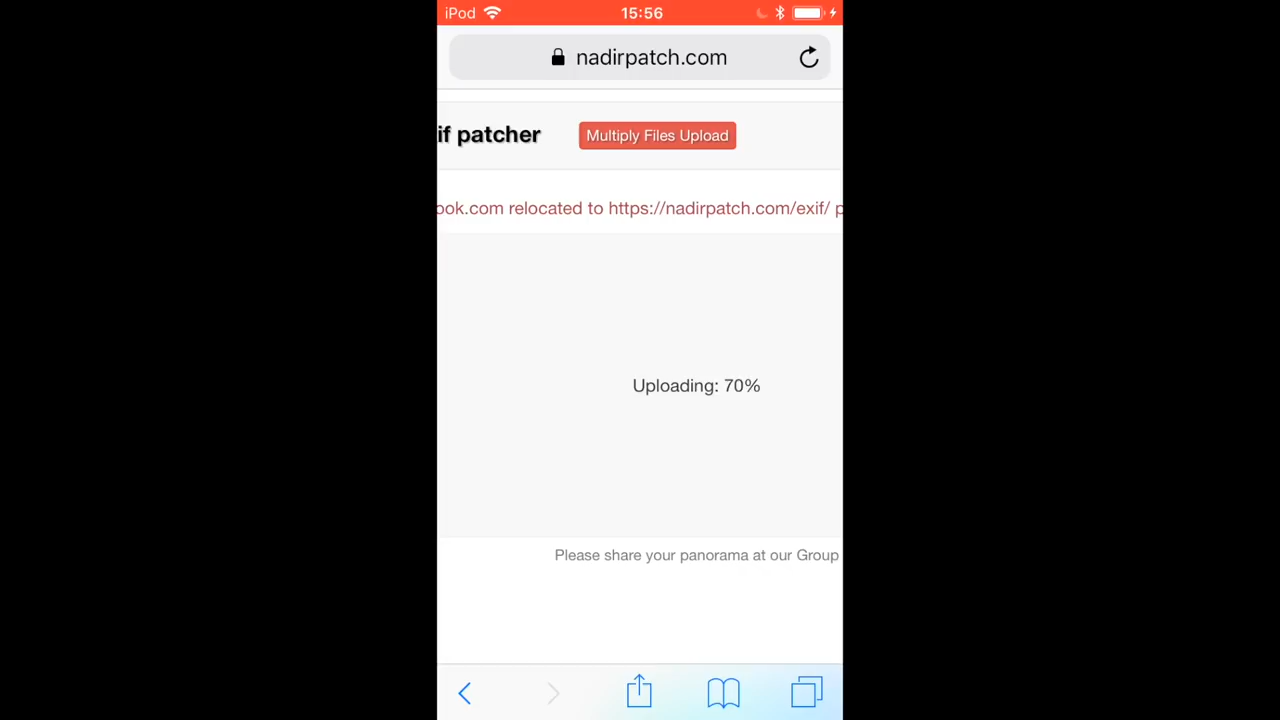 iPod 15:56
nadirpatch.com
if patcher Multiply Files Upload
ook.com relocated to https://nadirpatch.com/exif/ p
Uploading: 70%
Please share your panorama at our Group